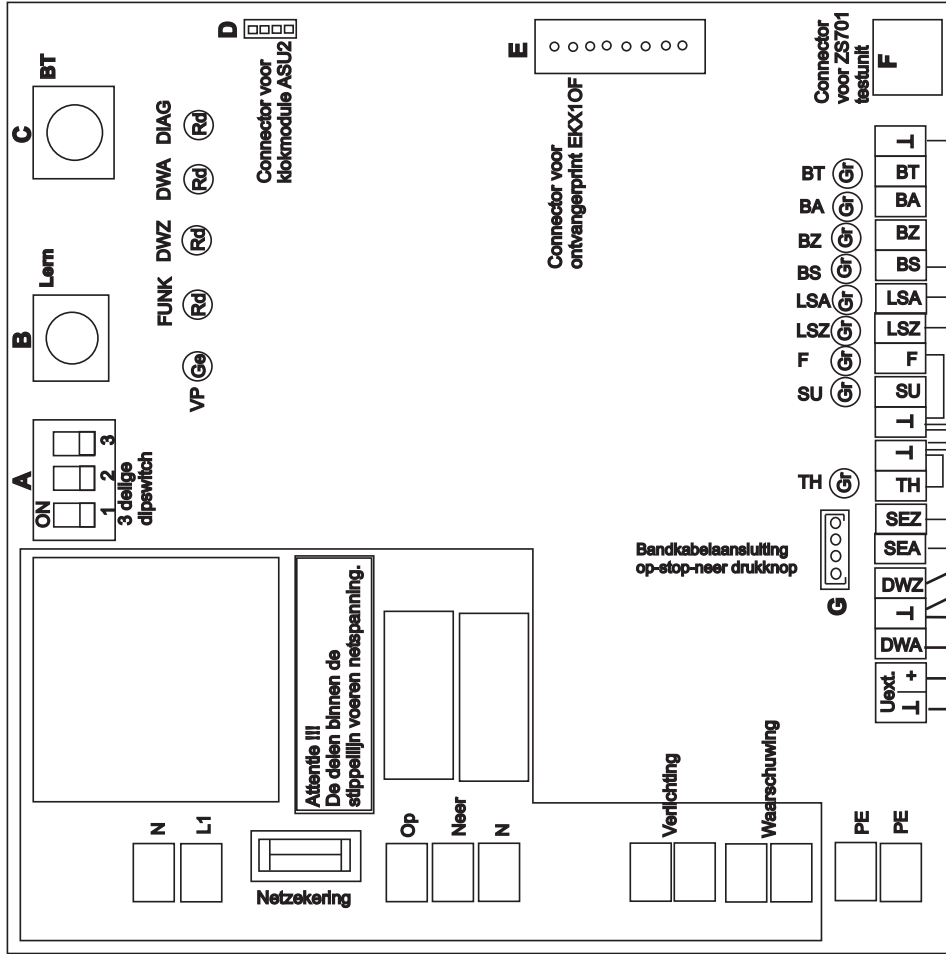 C
BT
D
Connector voor
klokmodule ASU2
E
Connector voor
ontvangerprint EKX1OF
Connector
voor ZS701
testunit
F
B
Lern
VP
Ge
FUNK
Rd
DWZ
Rd
DWA
Rd
DIAG
Rd
A
ON
1
2
3
3 delige
dipswitch
BT
Gr
BA
Gr
BZ
Gr
BS
Gr
LSA
Gr
LSZ
Gr
F
Gr
SU
Gr
TH
Gr
⊥
BT
BA
BZ
BS
LSA
LSZ
F
SU
⊥
⊥
TH
SEZ
SEA
DWZ
⊥
DWA
Uext.
+
⊥
Bandkabelaansluiting
op-stop-neer drukknop
G
Attentie !!!
De delen binnen de
stippellijn voeren netspanning.
N
L1
Netzekering
Op
Neer
N
Verlichting
Waarschuwing
PE
PE